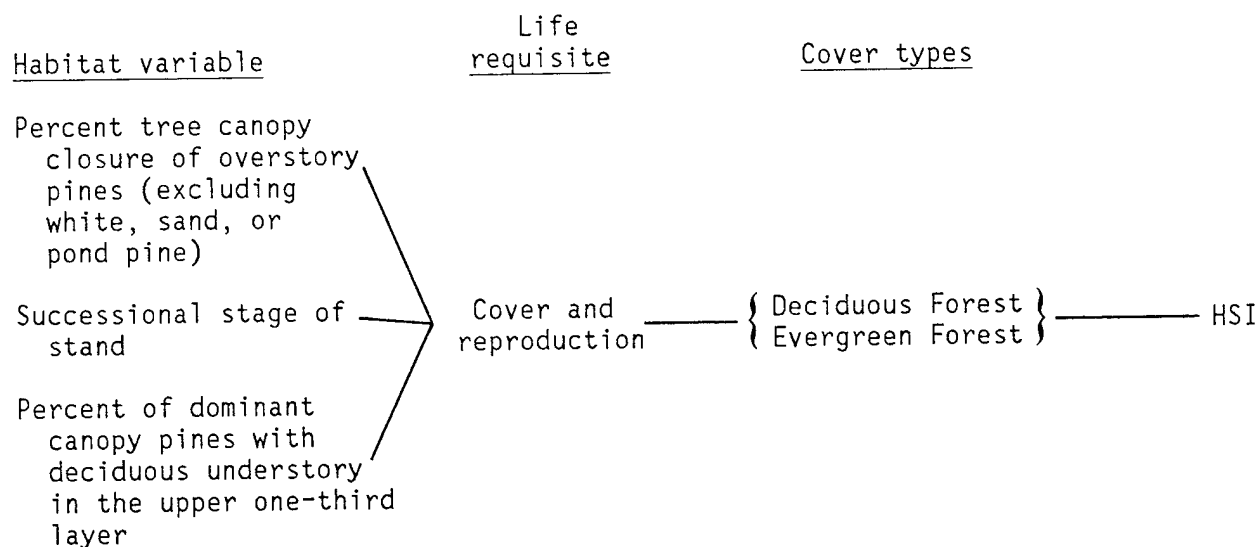 Habitat variable
Life
requisite
Cover types
Percent tree canopy
closure of overstory
pines (excluding
white, sand, or
pond pine)
Successional stage of
stand
Percent of dominant
canopy pines with
deciduous understory
in the upper one-third
layer
Cover and
reproduction
Deciduous Forest
Evergreen Forest
HSI